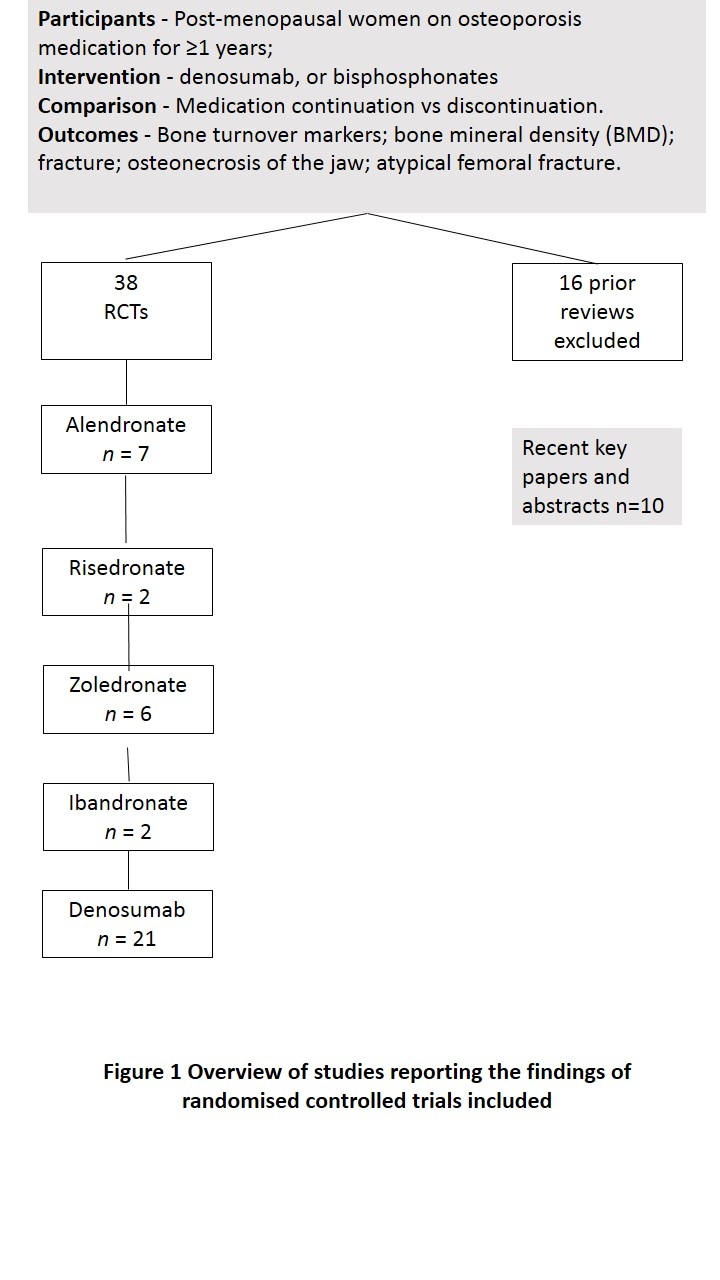 Participants - Post-menopausal women on osteoporosis
medication for ≥1 years;
Intervention - denosumab, or bisphosphonates
Comparison - Medication continuation vs discontinuation.
Outcomes - Bone turnover markers; bone mineral density (BMD);
fracture; osteonecrosis of the jaw; atypical femoral fracture.
38
RCTs
16 prior
reviews
excluded
Alendronate
n = 7
Recent key
papers and
abstracts n=10
Risedronate
n = 2
Zoledronate
n = 6
Ibandronate
n = 2
Denosumab
n = 21
Figure 1 Overview of studies reporting the findings of
randomised controlled trials included